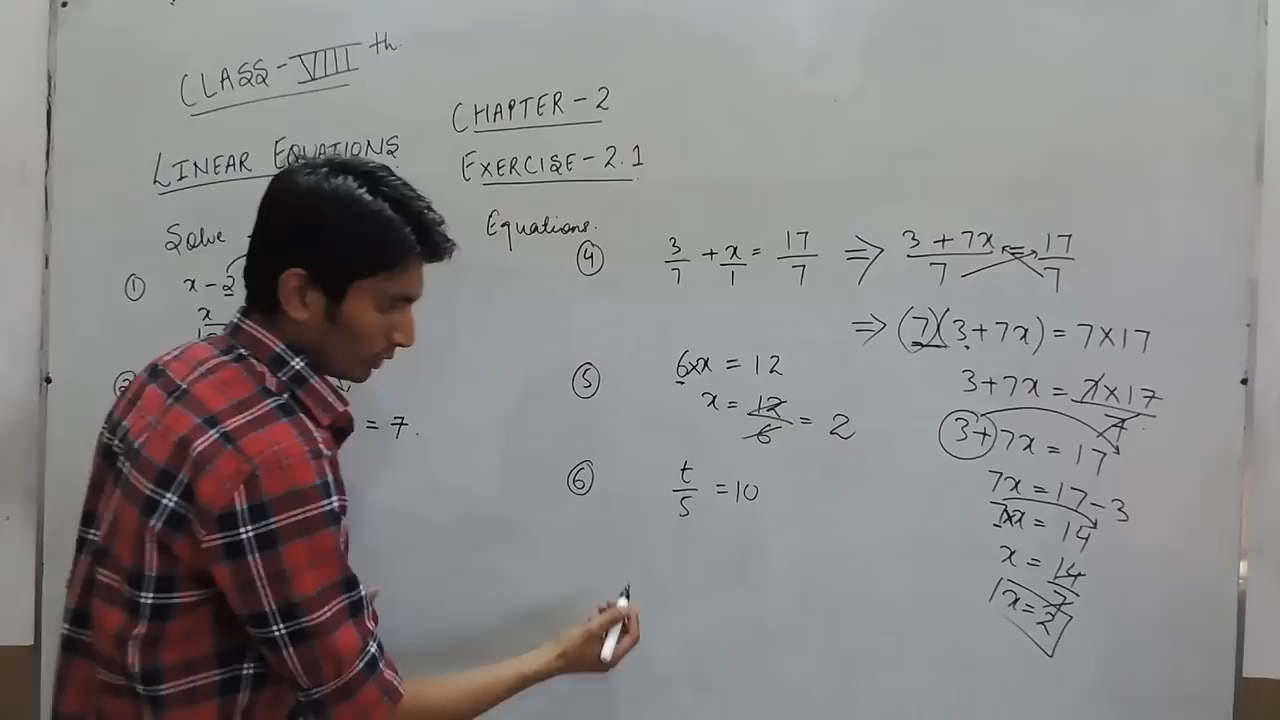 CLASS-VIII th
CHAPTER-2
LINEAR EQUATIONS
EXERCISE-2.1
Solve
Equations.
① x-2
x
②
= 7.
④ 3/7 + x/1 = 17/7 ⇒ (3+7x)/7 = 17/7
⇒ (7)(3+7x) = 7×17
3+7x = 7×17/7
3+7x = 17
7x = 17-3
7×x = 14
x = 14/7
x = 2
⑤ 6×x = 12
x = 12/6 = 2
⑥ t/5 = 10